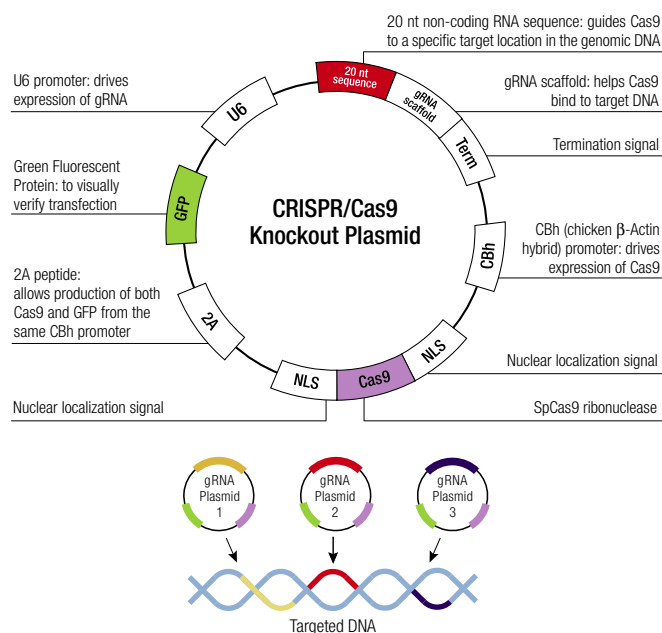 20 nt non-coding RNA sequence: guides Cas9
to a specific target location in the genomic DNA
U6 promoter: drives
expression of gRNA
gRNA scaffold: helps Cas9
bind to target DNA
Termination signal
Green Fluorescent
Protein: to visually
verify transfection
CBh (chicken β-Actin
hybrid) promoter: drives
expression of Cas9
2A peptide:
allows production of both
Cas9 and GFP from the
same CBh promoter
Nuclear localization signal
Nuclear localization signal
SpCas9 ribonuclease
20 nt
sequence
gRNA
scaffold
Term
CBh
NLS
Cas9
NLS
2A
GFP
U6
CRISPR/Cas9
Knockout Plasmid
gRNA
Plasmid
1
gRNA
Plasmid
2
gRNA
Plasmid
3
Targeted DNA